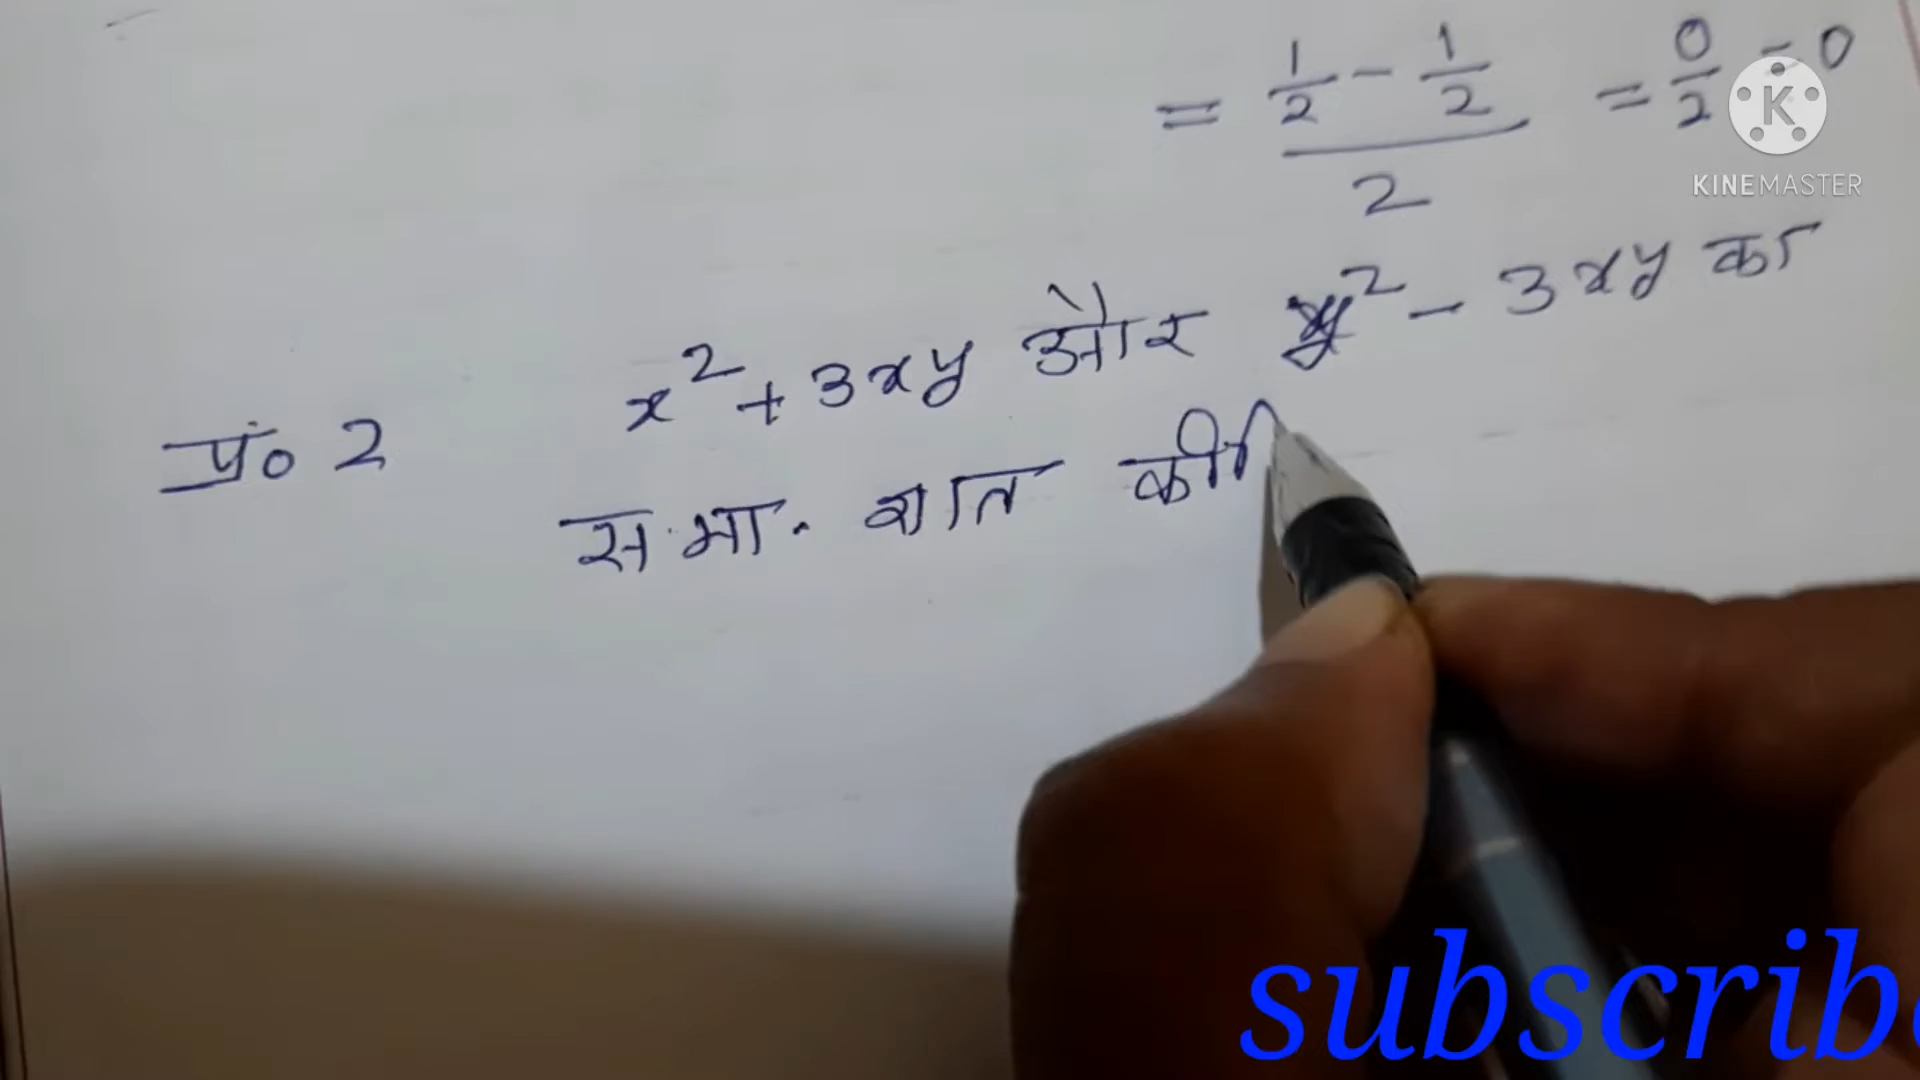 = 1/2 - 1/2 / 2 = 0/2 = 0
KINEMASTER
प्र० 2 x² + 3xy और y² - 3xy का
स.मा. ज्ञात की
subscrib